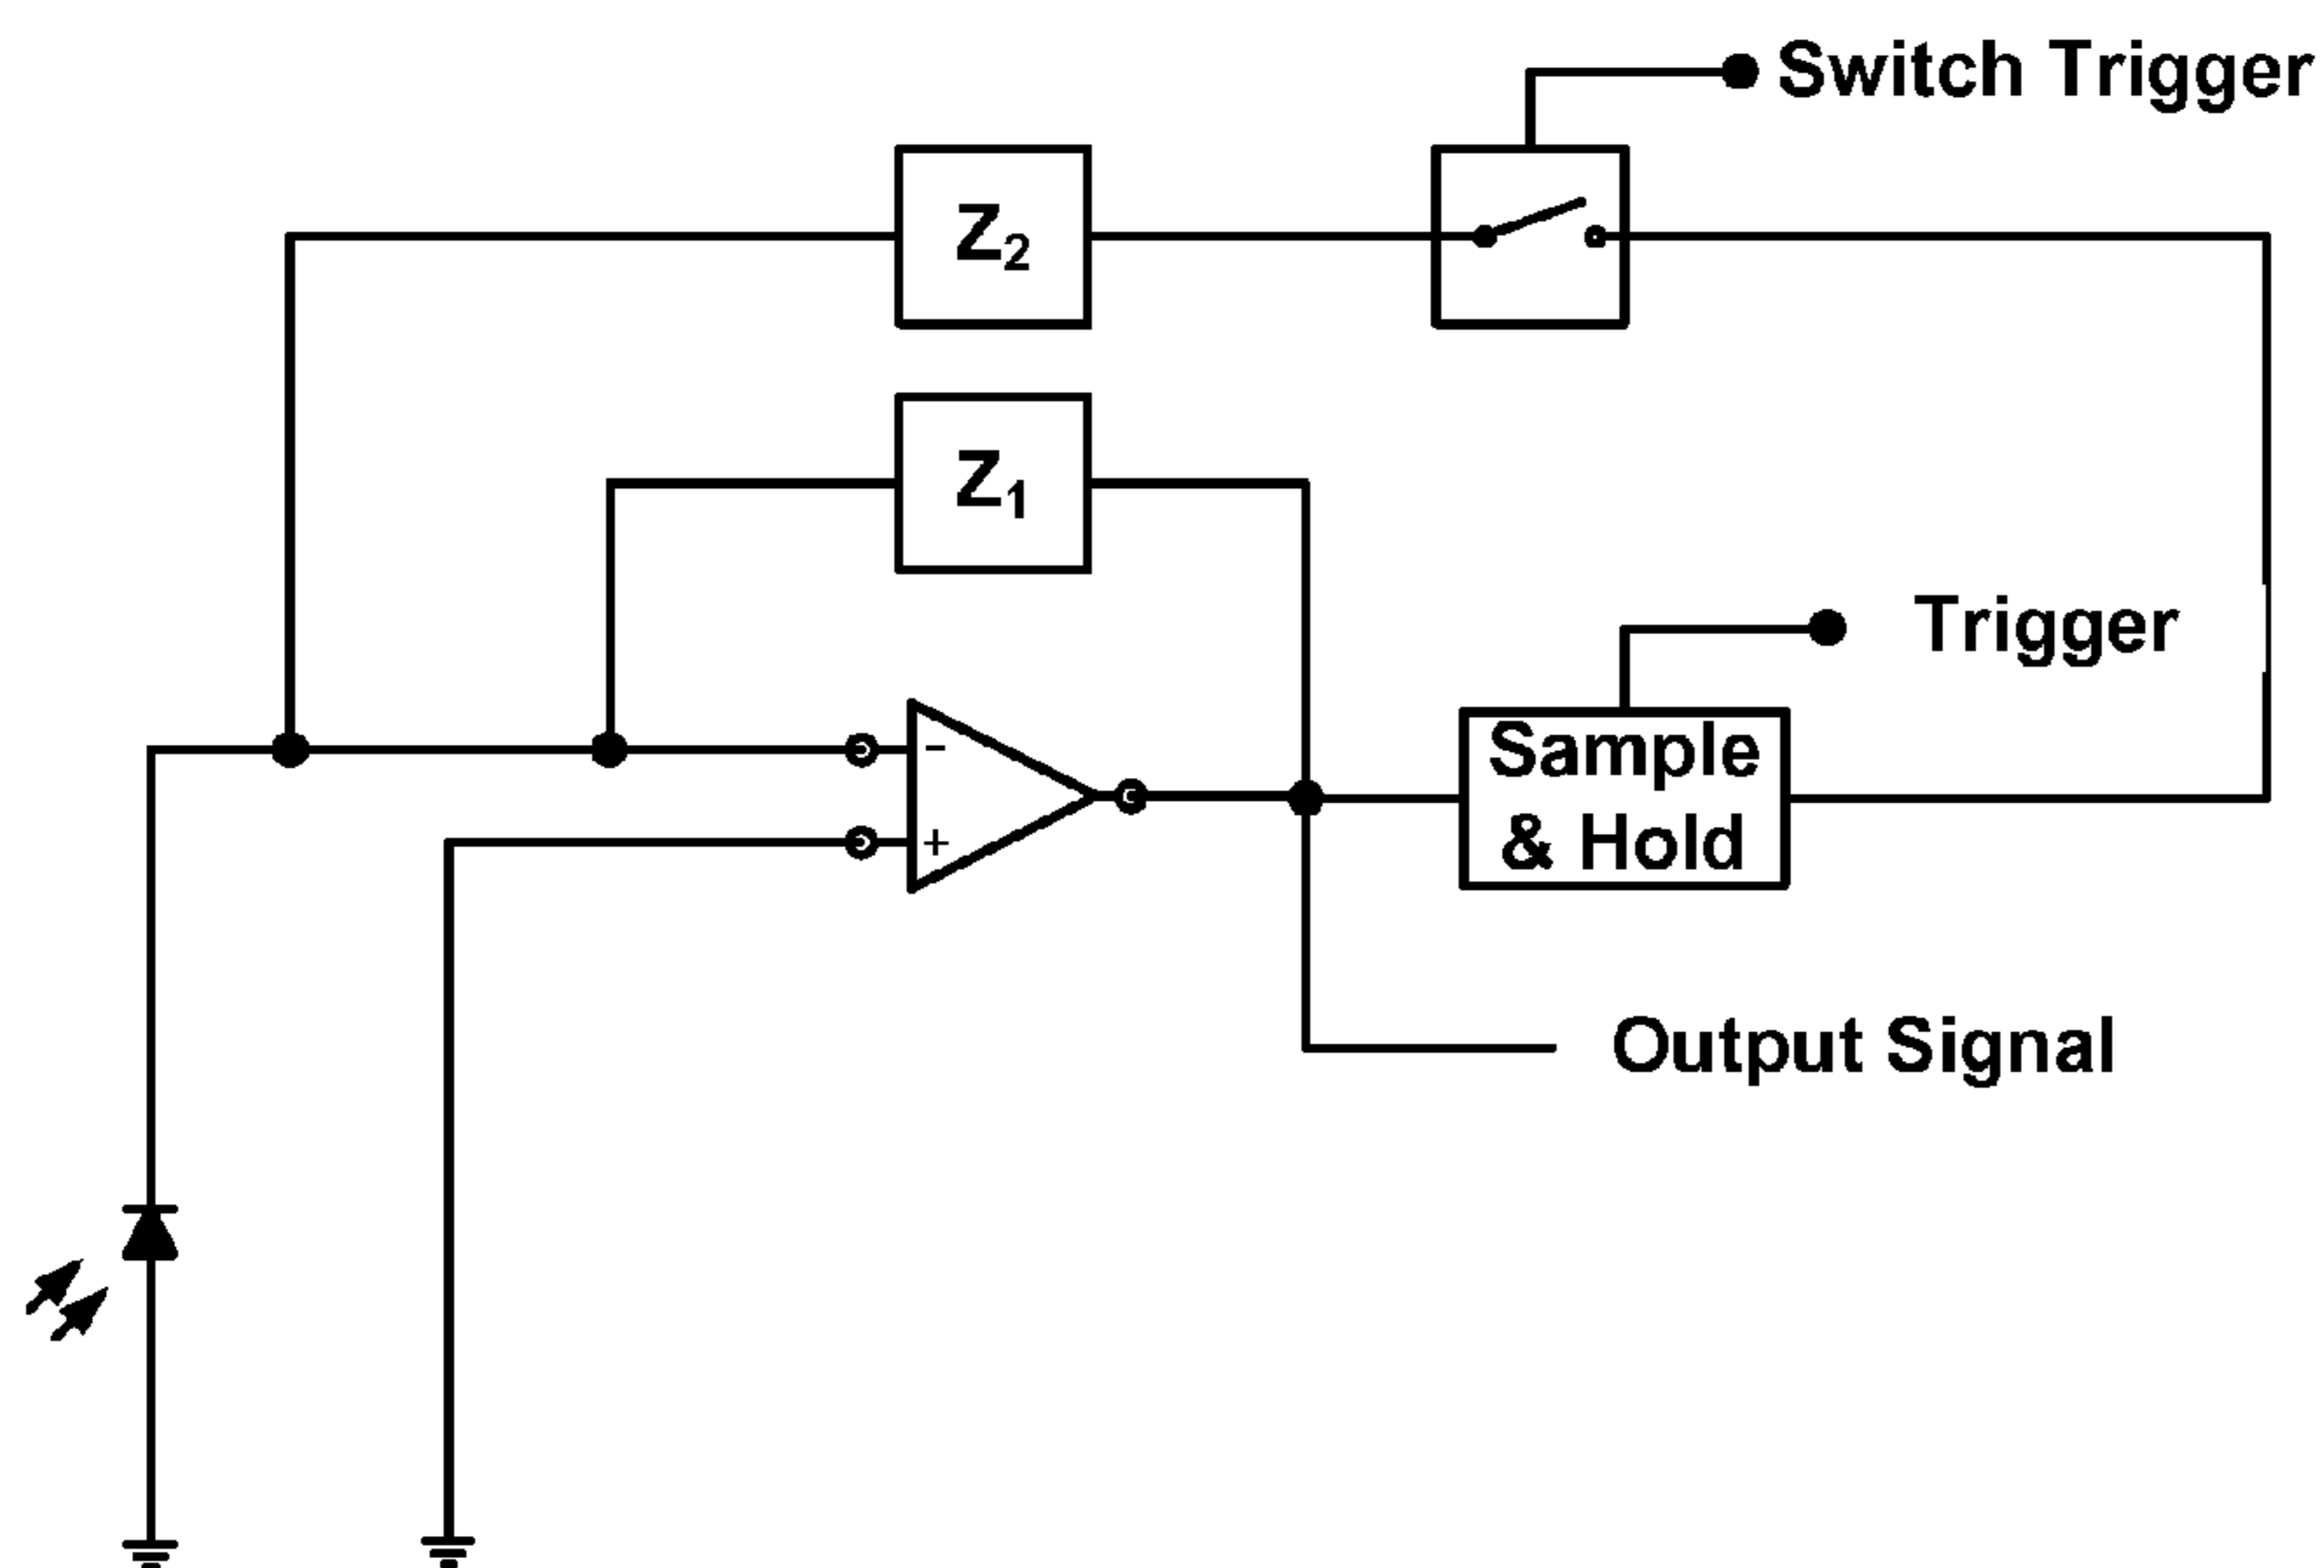 Switch Trigger
Z₂
Z₁
Trigger
-
+
Sample
& Hold
Output Signal